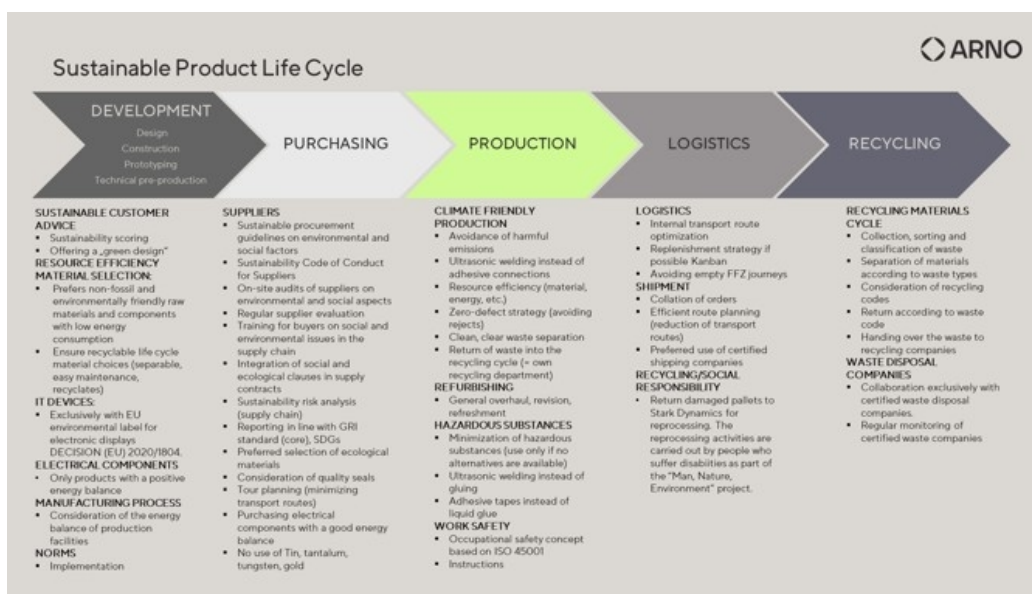 ARNO
Sustainable Product Life Cycle
DEVELOPMENT
Design
Construction
Prototyping
Technical pre-production
PURCHASING
PRODUCTION
LOGISTICS
RECYCLING
SUSTAINABLE CUSTOMER
ADVICE
▪ Sustainability scoring
▪ Offering a „green design“
RESOURCE EFFICIENCY
MATERIAL SELECTION:
▪ Prefers non-fossil and
environmentally friendly raw
materials and components
with low energy
consumption
▪ Ensure recyclable life cycle
material choices (separable,
easy maintenance,
recyclates)
IT DEVICES:
▪ Exclusively with EU
environmental label for
electronic displays
DECISION (EU) 2020/1804.
ELECTRICAL COMPONENTS
• Only products with a positive
energy balance
MANUFACTURING PROCESS
▪ Consideration of the energy
balance of production
facilities
NORMS
▪ Implementation
SUPPLIERS
▪ Sustainable procurement
guidelines on environmental and
social factors
▪ Sustainability Code of Conduct
for Suppliers
▪ On-site audits of suppliers on
environmental and social aspects
▪ Regular supplier evaluation
▪ Training for buyers on social and
environmental issues in the
supply chain
▪ Integration of social and
ecological clauses in supply
contracts
▪ Sustainability risk analysis
(supply chain)
▪ Reporting in line with GRI
standard (core), SDGs
▪ Preferred selection of ecological
materials
▪ Consideration of quality seals
▪ Tour planning (minimizing
transport routes)
▪ Purchasing electrical
components with a good energy
balance
▪ No use of Tin, tantalum,
tungsten, gold
CLIMATE FRIENDLY
PRODUCTION
▪ Avoidance of harmful
emissions
▪ Ultrasonic welding instead of
adhesive connections
▪ Resource efficiency (material,
energy, etc.)
▪ Zero-defect strategy (avoiding
rejects)
▪ Clean, clear waste separation
▪ Return of waste into the
recycling cycle (= own
recycling department)
REFURBISHING
▪ General overhaul, revision,
refreshment
HAZARDOUS SUBSTANCES
▪ Minimization of hazardous
substances (use only if no
alternatives are available)
▪ Ultrasonic welding instead of
gluing
▪ Adhesive tapes instead of
liquid glue
WORK SAFETY
▪ Occupational safety concept
based on ISO 45001
▪ Instructions
LOGISTICS
▪ Internal transport route
optimization
▪ Replenishment strategy if
possible Kanban
▪ Avoiding empty FFZ journeys
SHIPMENT
▪ Collation of orders
▪ Efficient route planning
(reduction of transport
routes)
▪ Preferred use of certified
shipping companies
RECYCLING/SOCIAL
RESPONSIBILITY
• Return damaged pallets to
Stark Dynamics for
reprocessing. The
reprocessing activities are
carried out by people who
suffer disabiities as part of
the "Man, Nature,
Environment" project.
RECYCLING MATERIALS
CYCLE
▪ Collection, sorting and
classification of waste
▪ Separation of materials
according to waste types
▪ Consideration of recycling
codes
▪ Return according to waste
code
▪ Handing over the waste to
recycling companies
WASTE DISPOSAL
COMPANIES
▪ Collaboration exclusively with
certified waste disposal
companies.
▪ Regular monitoring of
certified waste companies